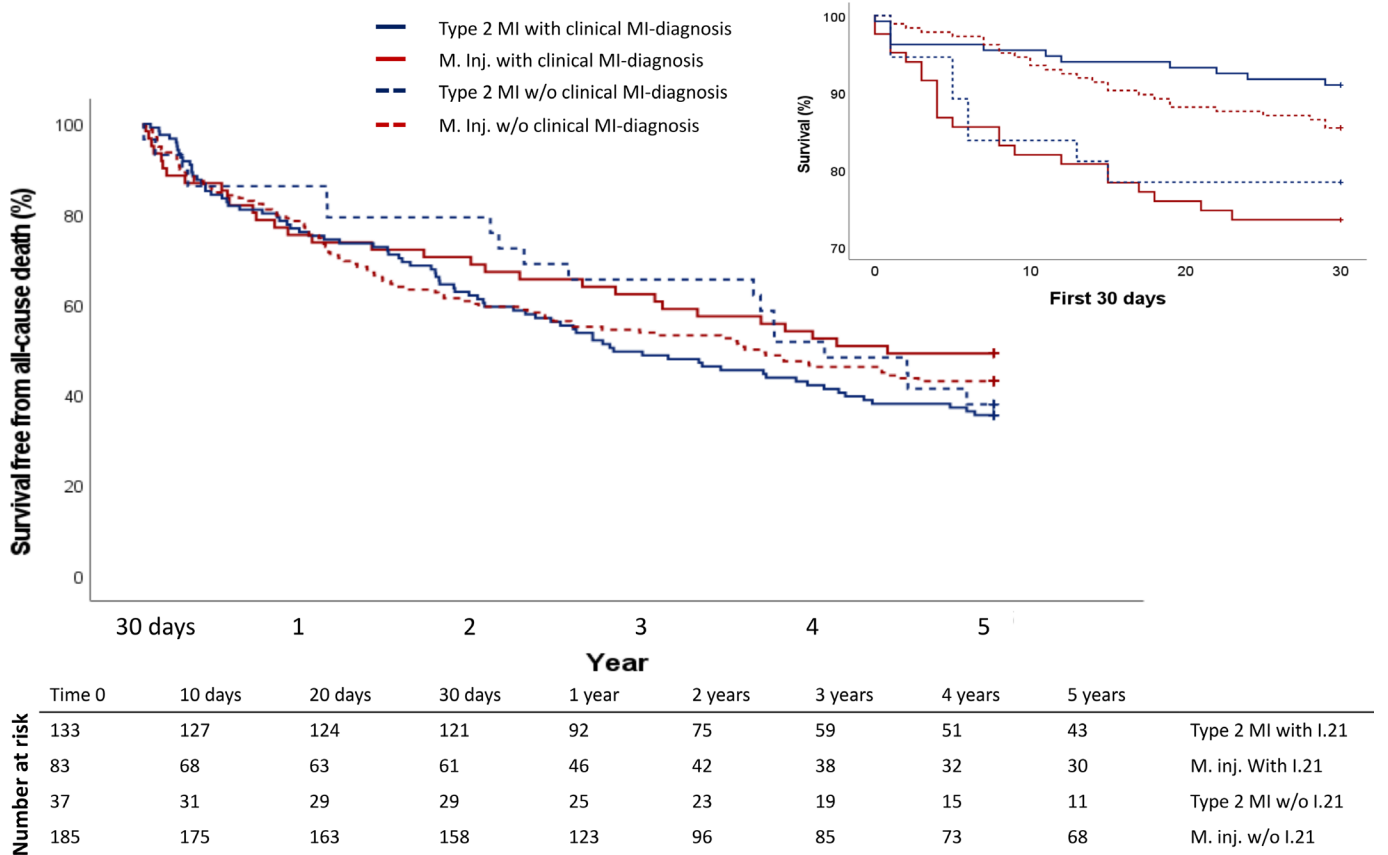 Type 2 MI with clinical MI-diagnosis
M. Inj. with clinical MI-diagnosis
Type 2 MI w/o clinical MI-diagnosis
M. Inj. w/o clinical MI-diagnosis
Survival free from all-cause death (%)
100
80
60
40
20
0
30 days 1 2 3 4 5
Year
Survival (%)
100
90
80
70
0 10 20 30
First 30 days
Number at risk
Time 0 10 days 20 days 30 days 1 year 2 years 3 years 4 years 5 years
133 127 124 121 92 75 59 51 43 Type 2 MI with I.21
83 68 63 61 46 42 38 32 30 M. inj. With I.21
37 31 29 29 25 23 19 15 11 Type 2 MI w/o I.21
185 175 163 158 123 96 85 73 68 M. inj. w/o I.21